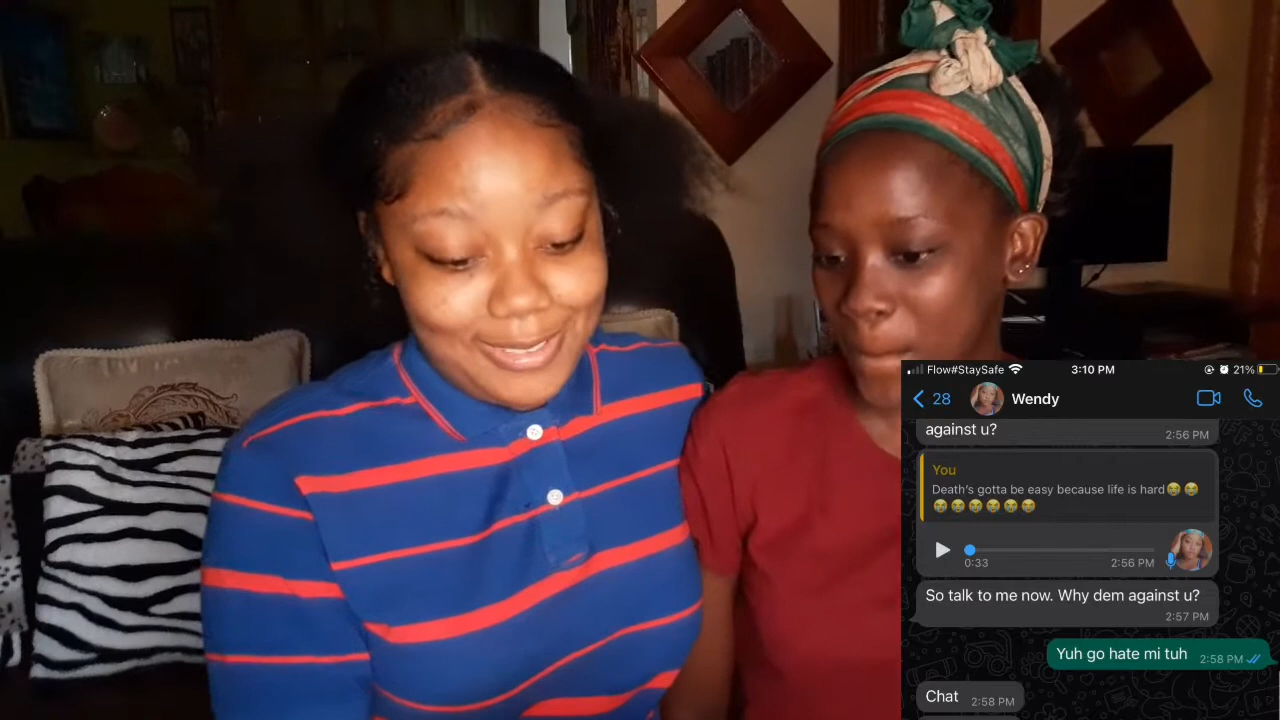 Flow#StaySafe 3:10 PM 21%
28 Wendy
against u?
2:56 PM
You
Death's gotta be easy because life is hard😭😭
😭😭😭😭😭😭
0:33 2:56 PM
So talk to me now. Why dem against u?
2:57 PM
Yuh go hate mi tuh 2:58 PM
Chat 2:58 PM